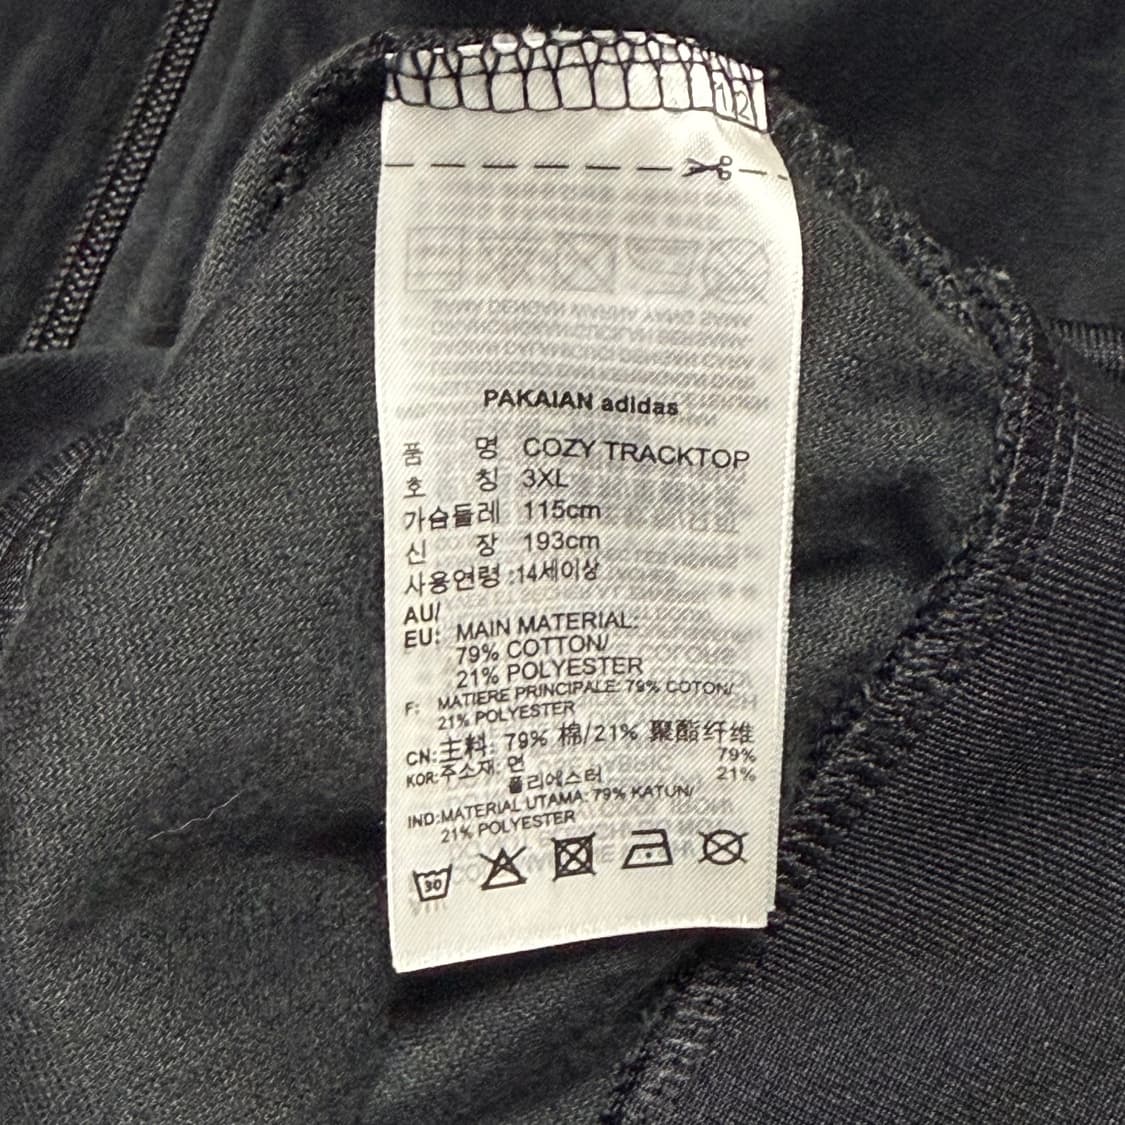 12
PAKAIAN adidas
품 명 COZY TRACKTOP
호 칭 3XL
가슴둘레 115cm
신 장 193cm
사용연령 :14세이상
AU/
EU: MAIN MATERIAL:
79% COTTON/
21% POLYESTER
F: MATIERE PRINCIPALE: 79% COTON/
21% POLYESTER
CN:主料: 79% 棉/21% 聚酯纤维
KOR:주소재: 면 79%
폴리에스터 21%
IND:MATERIAL UTAMA: 79% KATUN/
21% POLYESTER
30